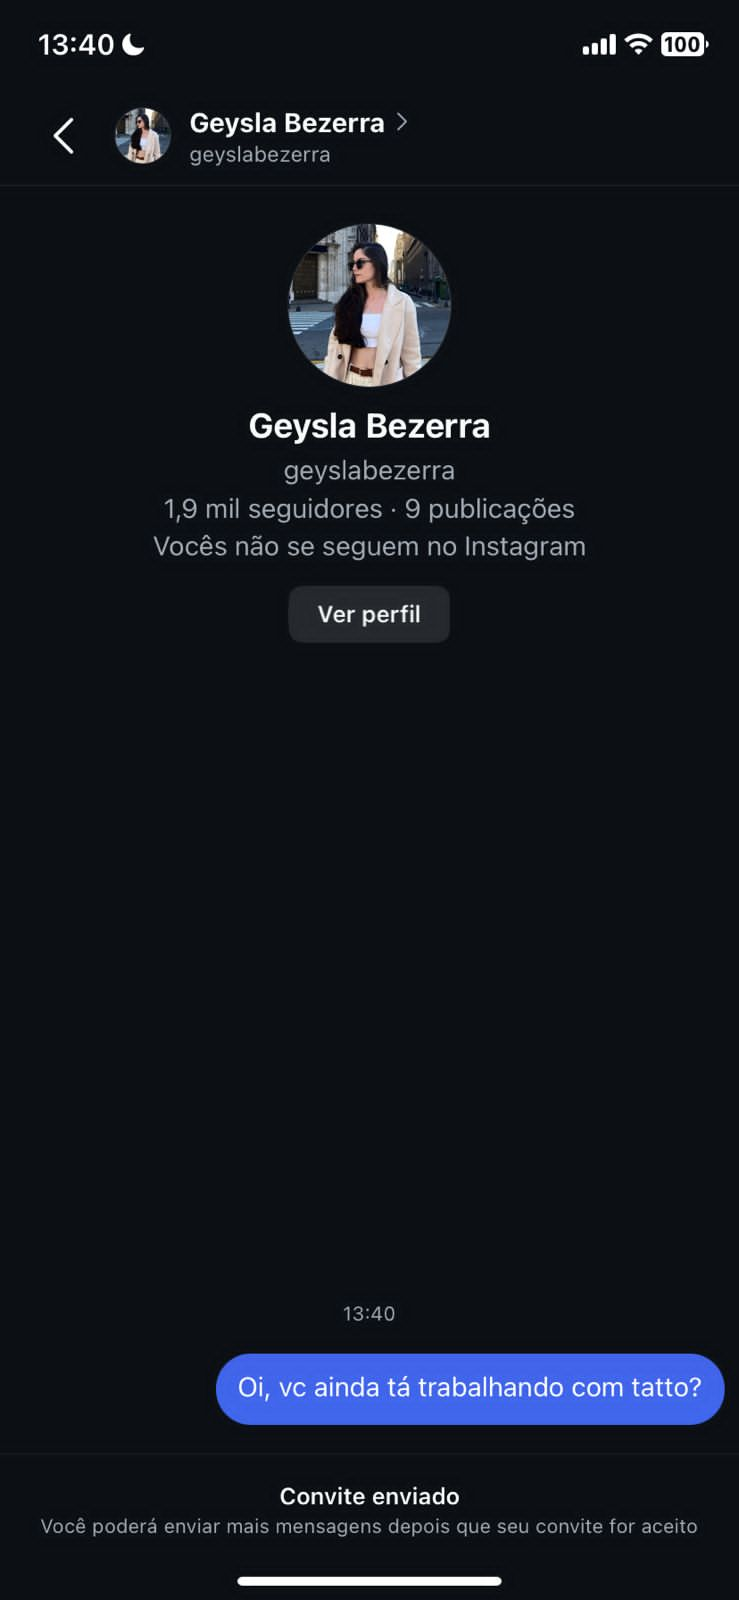 13:40
100
Geysla Bezerra
geyslabezerra
Geysla Bezerra
geyslabezerra
1,9 mil seguidores · 9 publicações
Vocês não se seguem no Instagram
Ver perfil
13:40
Oi, vc ainda tá trabalhando com tatto?
Convite enviado
Você poderá enviar mais mensagens depois que seu convite for aceito